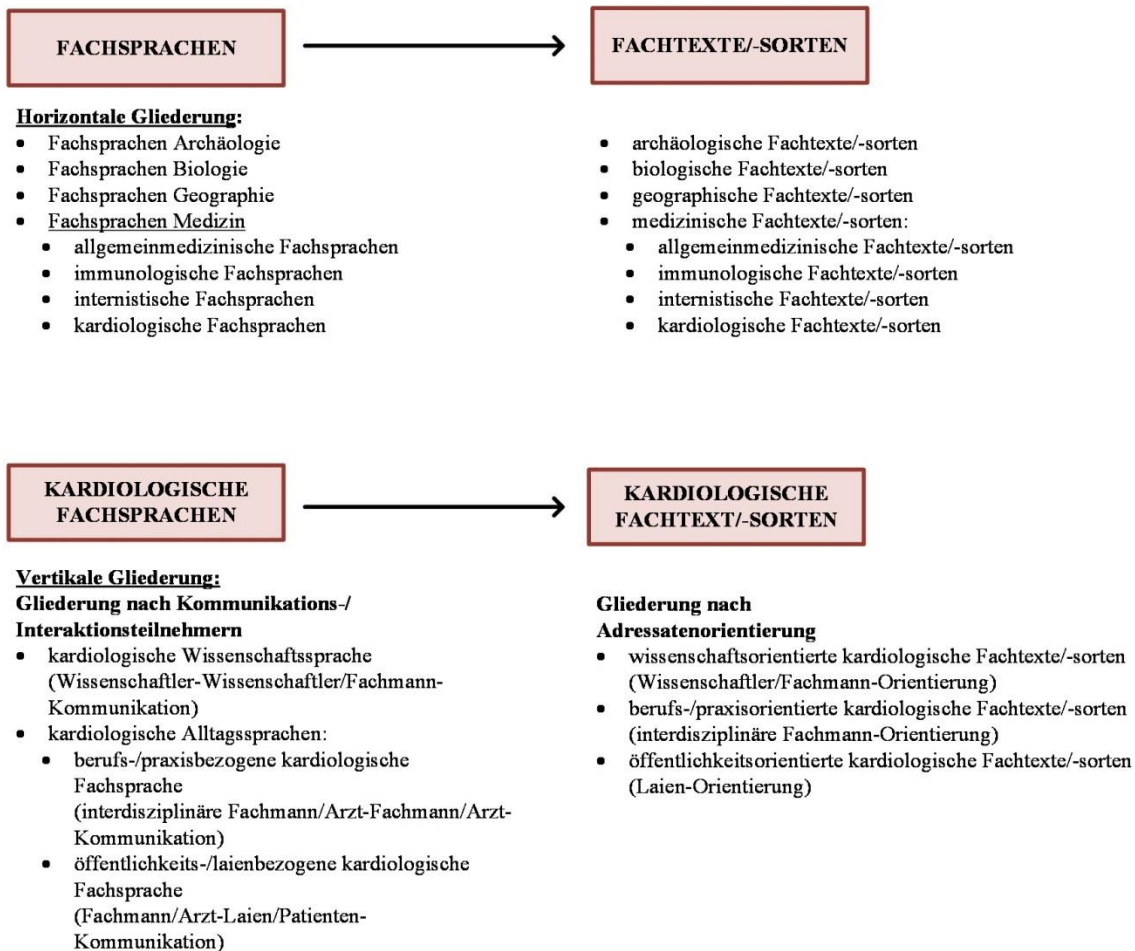 FACHSPRACHEN
FACHTEXTE/-SORTEN
Horizontale Gliederung:
• Fachsprachen Archäologie
• Fachsprachen Biologie
• Fachsprachen Geographie
• Fachsprachen Medizin
• allgemeinmedizinische Fachsprachen
• immunologische Fachsprachen
• internistische Fachsprachen
• kardiologische Fachsprachen
• archäologische Fachtexte/-sorten
• biologische Fachtexte/-sorten
• geographische Fachtexte/-sorten
• medizinische Fachtexte/-sorten:
• allgemeinmedizinische Fachtexte/-sorten
• immunologische Fachtexte/-sorten
• internistische Fachtexte/-sorten
• kardiologische Fachtexte/-sorten
KARDIOLOGISCHE
FACHSPRACHEN
KARDIOLOGISCHE
FACHTEXT/-SORTEN
Vertikale Gliederung:
Gliederung nach Kommunikations-/
Interaktionsteilnehmern
• kardiologische Wissenschaftssprache
(Wissenschaftler-Wissenschaftler/Fachmann-
Kommunikation)
• kardiologische Alltagssprachen:
• berufs-/praxisbezogene kardiologische
Fachsprache
(interdisziplinäre Fachmann/Arzt-Fachmann/Arzt-
Kommunikation)
• öffentlichkeits-/laienbezogene kardiologische
Fachsprache
(Fachmann/Arzt-Laien/Patienten-
Kommunikation)
Gliederung nach
Adressatenorientierung
• wissenschaftsorientierte kardiologische Fachtexte/-sorten
(Wissenschaftler/Fachmann-Orientierung)
• berufs-/praxisorientierte kardiologische Fachtexte/-sorten
(interdisziplinäre Fachmann-Orientierung)
• öffentlichkeitsorientierte kardiologische Fachtexte/-sorten
(Laien-Orientierung)